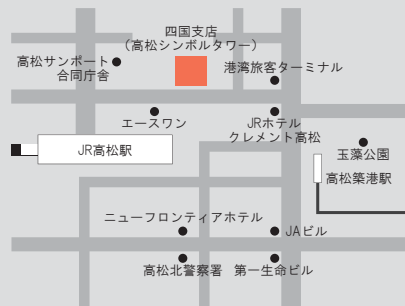 四国支店
（高松シンボルタワー）
高松サンポート
合同庁舎
港湾旅客ターミナル
エースワン
JRホテル
クレメント高松
JR高松駅
玉藻公園
高松築港駅
ニューフロンティアホテル
JAビル
高松北警察署
第一生命ビル